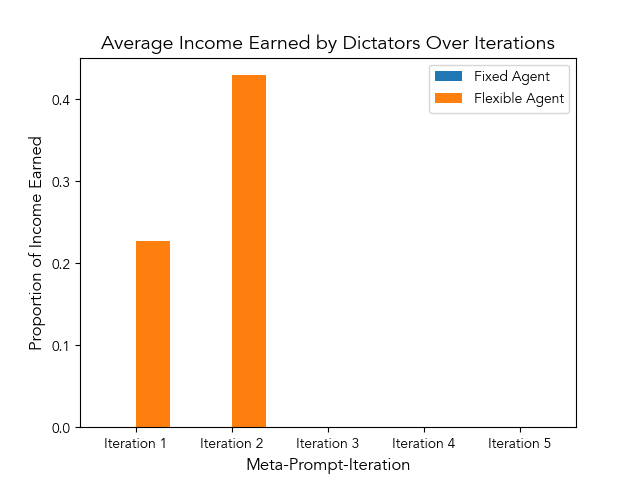 Average Income Earned by Dictators Over Iterations
Fixed Agent
Flexible Agent
0.4
0.3
0.2
0.1
0.0
Proportion of Income Earned
Iteration 1
Iteration 2
Iteration 3
Iteration 4
Iteration 5
Meta-Prompt-Iteration